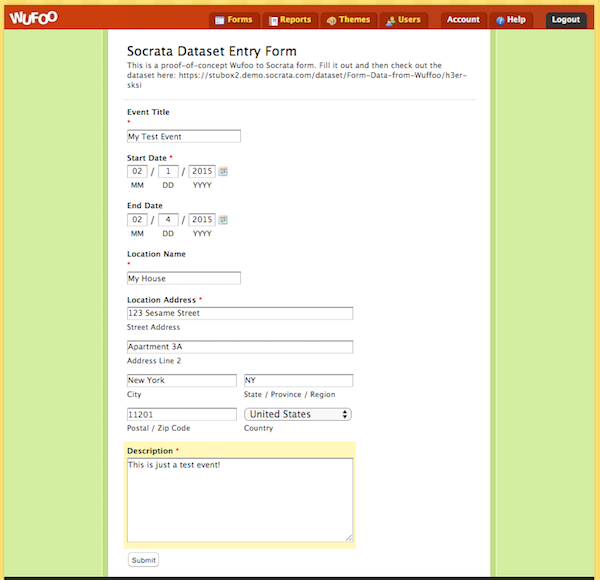 WUFOO Forms Reports Themes Users Account Help Logout
Socrata Dataset Entry Form
This is a proof-of-concept Wufoo to Socrata form. Fill it out and then check out the
dataset here: https://stubox2.demo.socrata.com/dataset/Form-Data-from-Wuffoo/h3er-
sksi
Event Title
*
My Test Event
Start Date *
02 / 1 / 2015
MM DD YYYY
End Date
02 / 4 / 2015
MM DD YYYY
Location Name
*
My House
Location Address *
123 Sesame Street
Street Address
Apartment 3A
Address Line 2
New York NY
City State / Province / Region
11201 United States
Postal / Zip Code Country
Description *
This is just a test event!
Submit